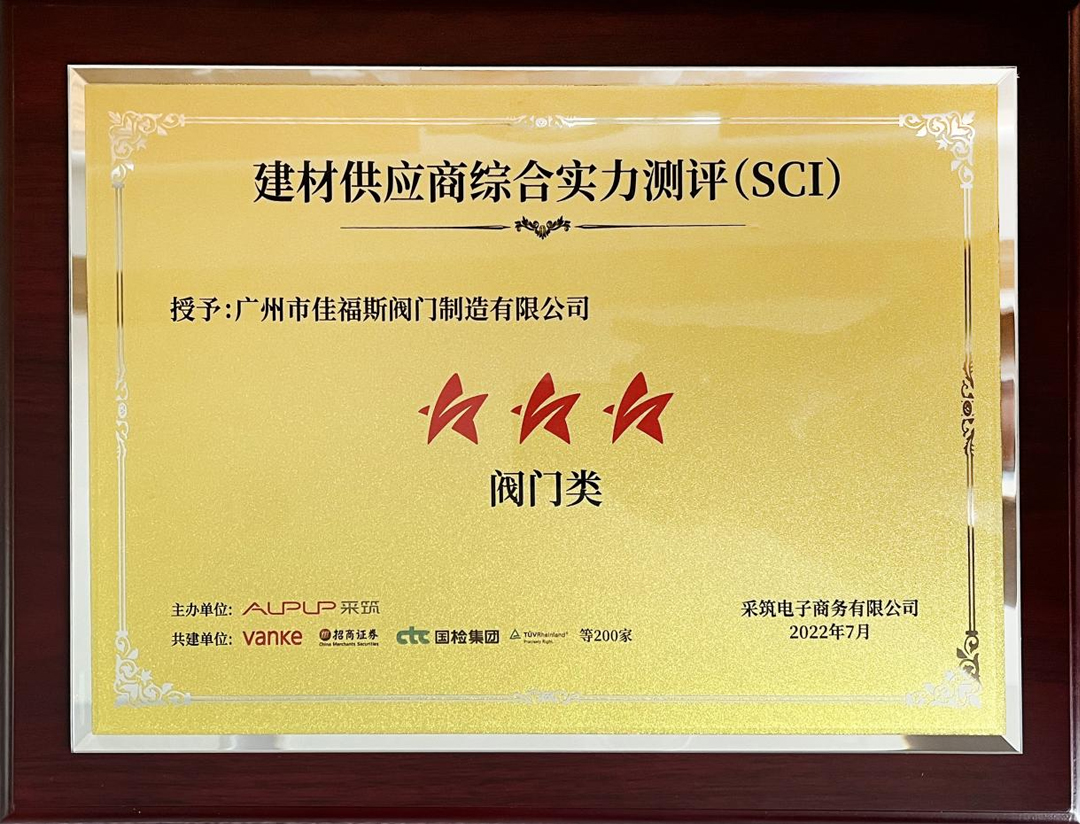 建材供应商综合实力测评(SCI)
授予:广州市佳福斯阀门制造有限公司
阀门类
主办单位: AUPUP 采筑
共建单位: vanke 招商证券 China Merchants Securities ctc 国检集团 TÜVRheinland® Precisely Right. 等200家
采筑电子商务有限公司
2022年7月